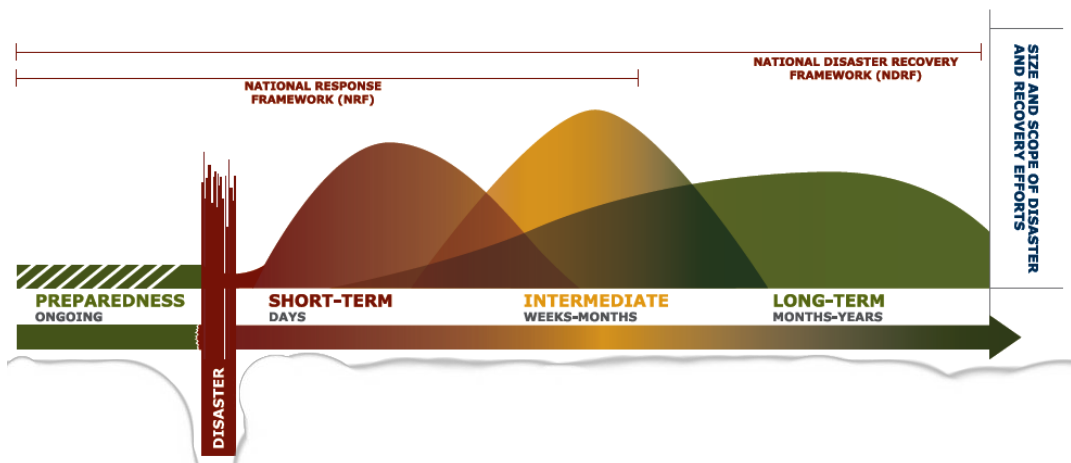 NATIONAL DISASTER RECOVERY
FRAMEWORK (NDRF)
NATIONAL RESPONSE
FRAMEWORK (NRF)
SIZE AND SCOPE OF DISASTER
AND RECOVERY EFFORTS
PREPAREDNESS
ONGOING
SHORT-TERM
DAYS
INTERMEDIATE
WEEKS-MONTHS
LONG-TERM
MONTHS-YEARS
DISASTER